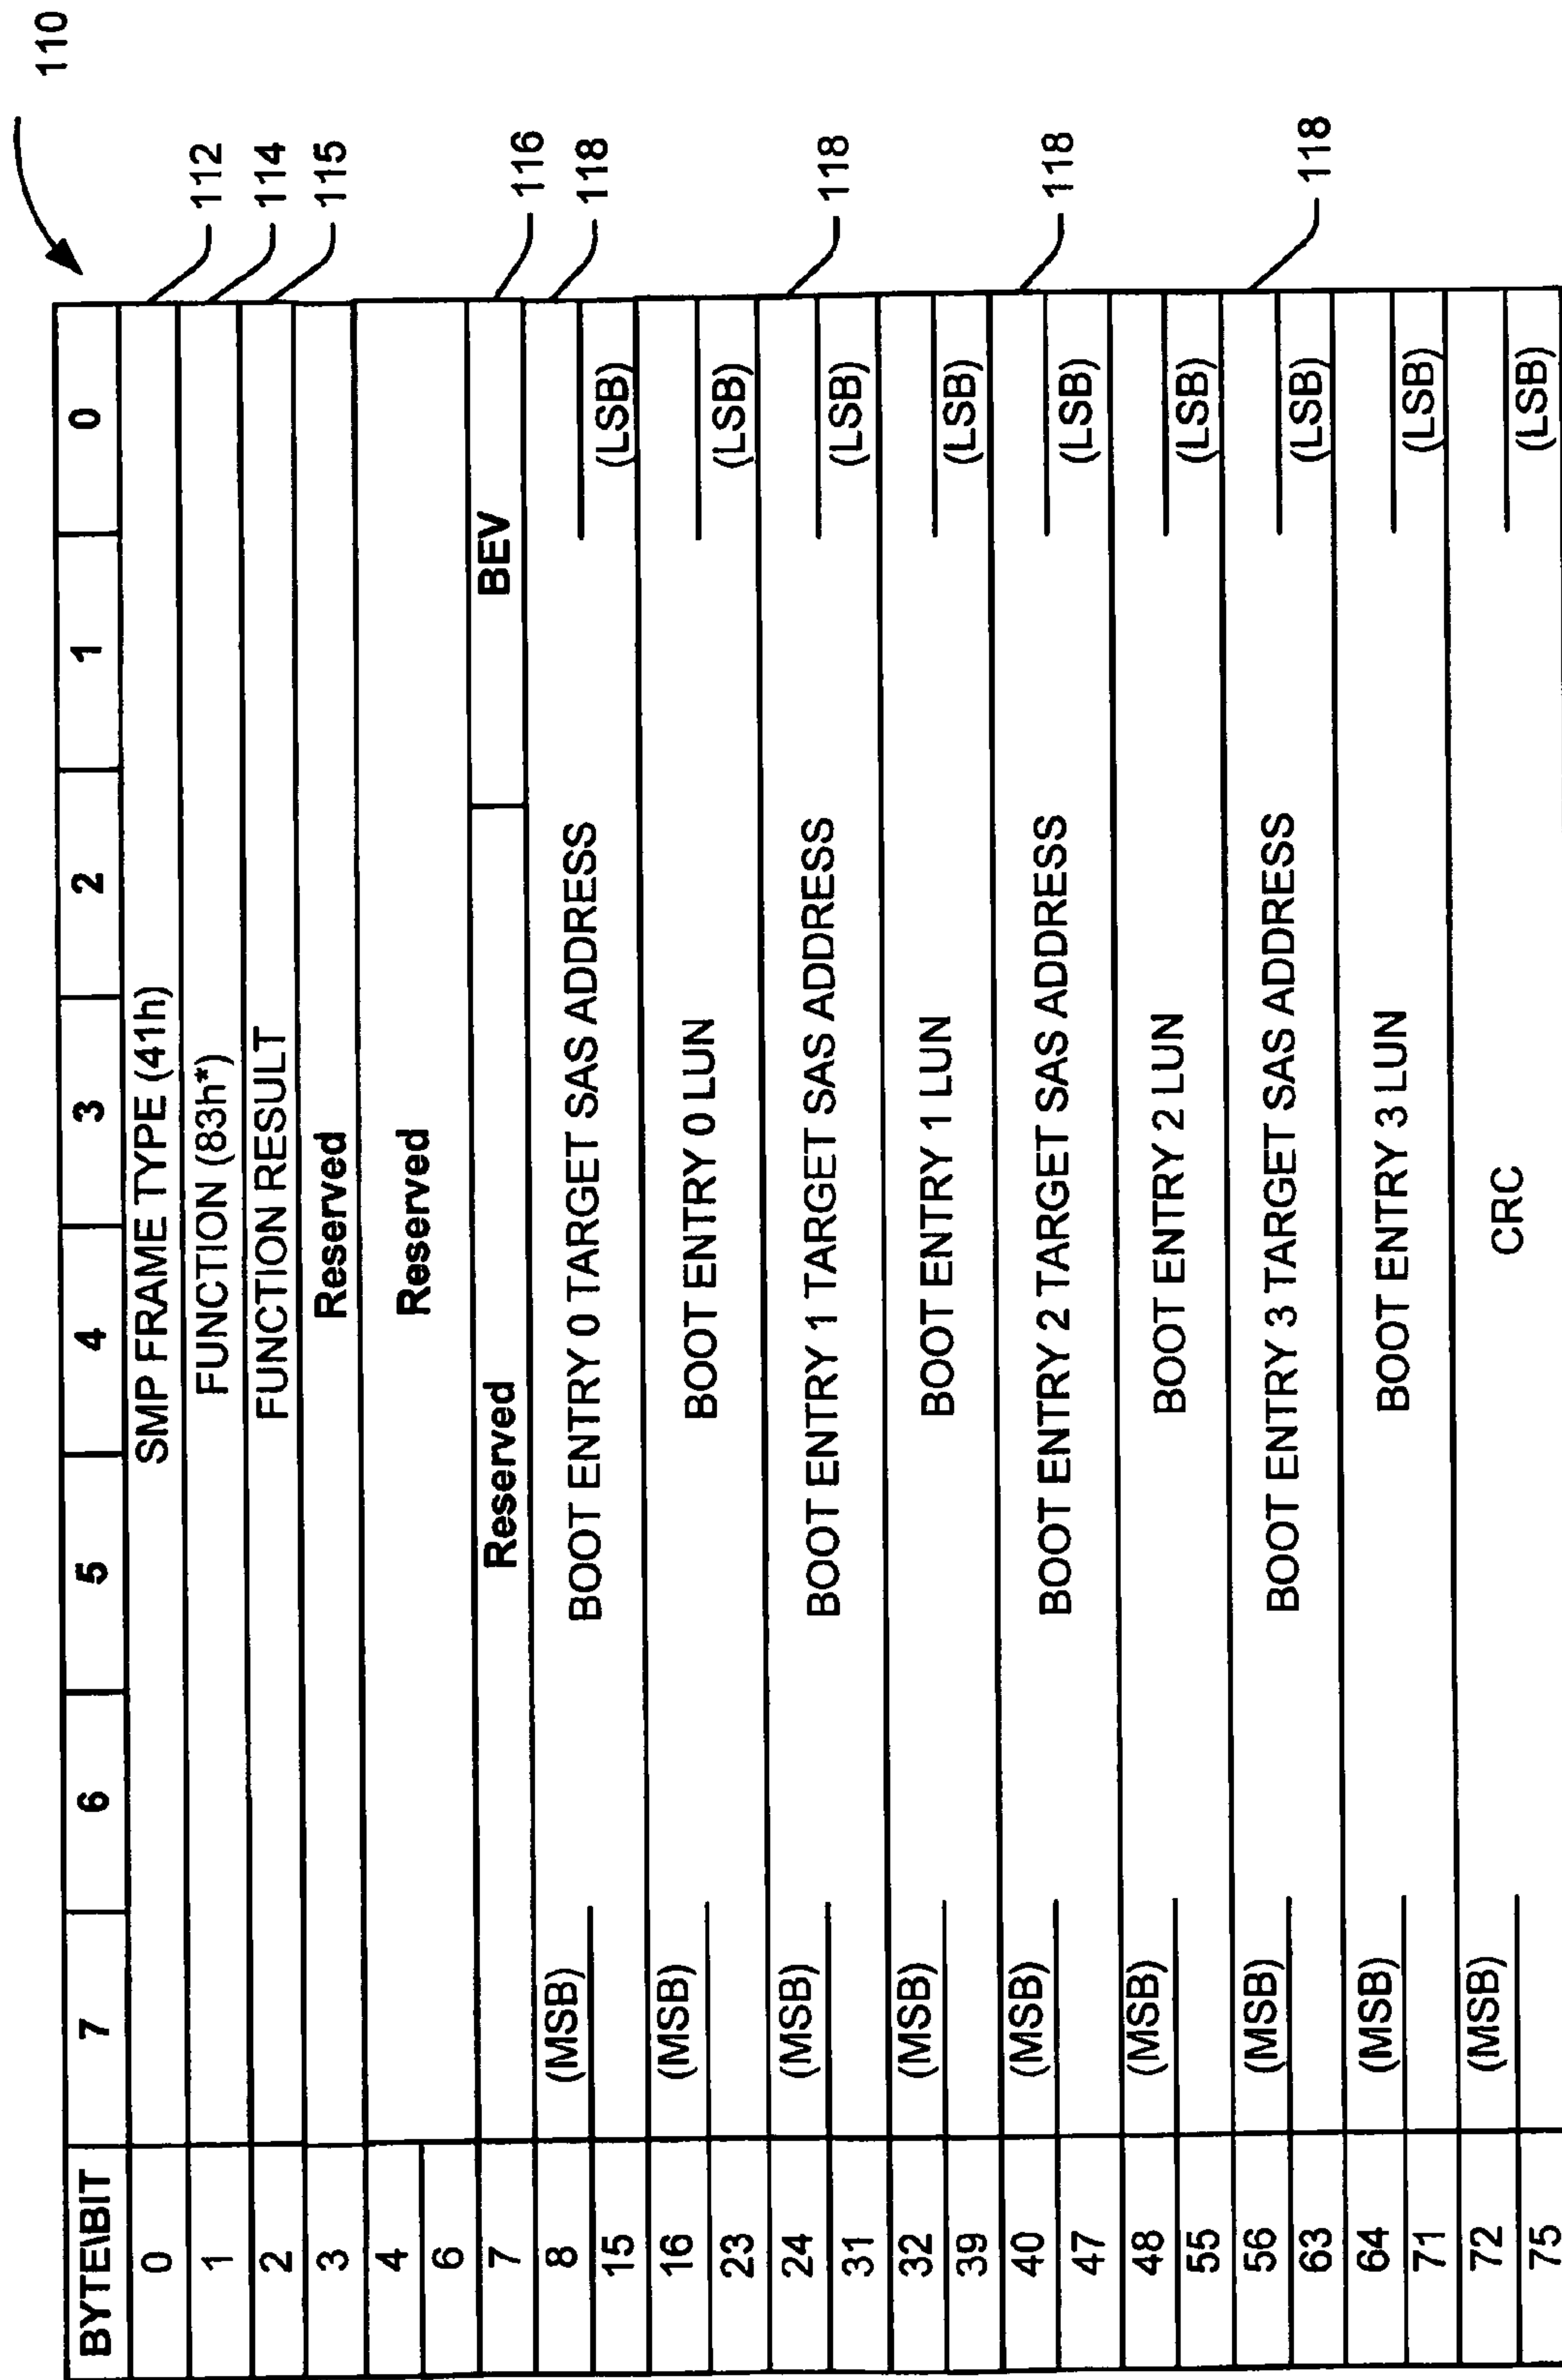 110
BYTE\BIT 7 6 5 4 3 2 1 0
0 SMP FRAME TYPE (41h) 112
1 FUNCTION (83h*) 114
2 FUNCTION RESULT 115
3 Reserved
4
Reserved
6
7 Reserved BEV 116
8 (MSB) 118
BOOT ENTRY 0 TARGET SAS ADDRESS
15 (LSB)
16 (MSB)
BOOT ENTRY 0 LUN
23 (LSB)
24 (MSB) 118
BOOT ENTRY 1 TARGET SAS ADDRESS
31 (LSB)
32 (MSB)
BOOT ENTRY 1 LUN
39 (LSB)
40 (MSB) 118
BOOT ENTRY 2 TARGET SAS ADDRESS
47 (LSB)
48 (MSB)
BOOT ENTRY 2 LUN
55 (LSB)
56 (MSB) 118
BOOT ENTRY 3 TARGET SAS ADDRESS
63 (LSB)
64 (MSB)
BOOT ENTRY 3 LUN
71 (LSB)
72 (MSB)
CRC
75 (LSB)